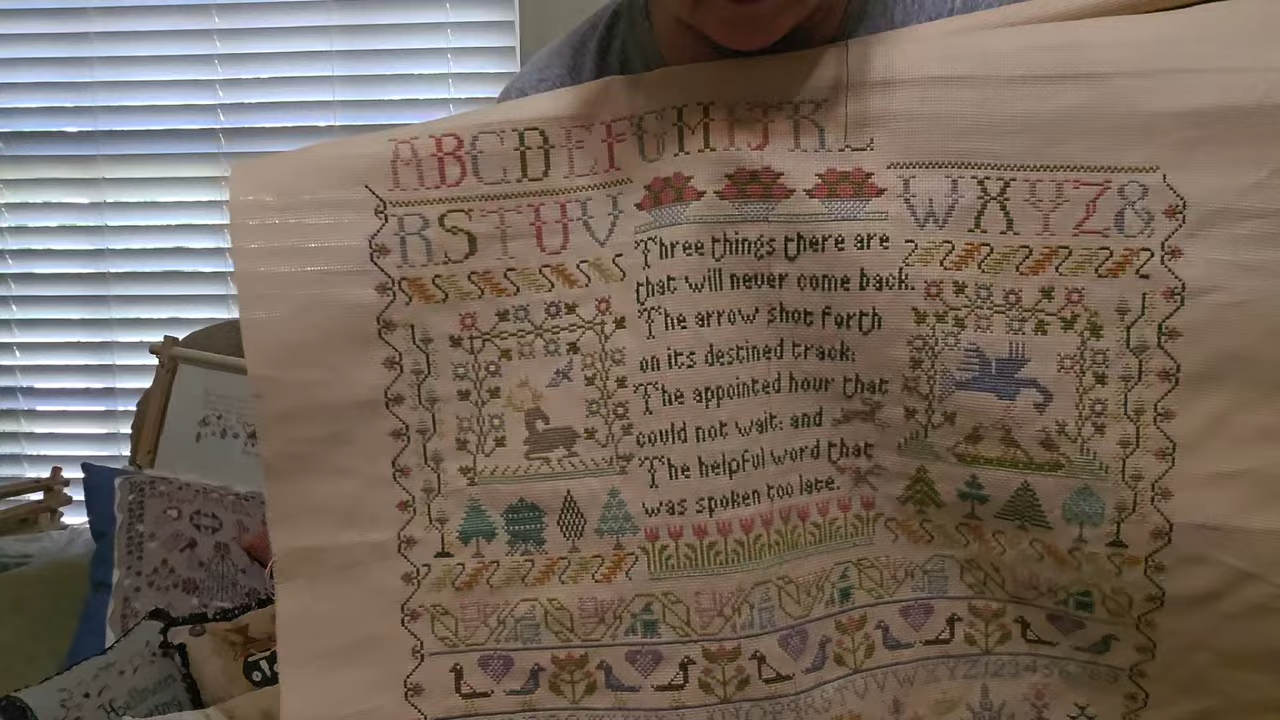 ABCDEFGHIJKL
RSTUV
WXYZ&
Three things there are
that will never come back.
The arrow shot forth
on its destined track:
The appointed hour that
could not wait: and
The helpful word that
was spoken too late.
NOPQRSTUVWXYZ123456789